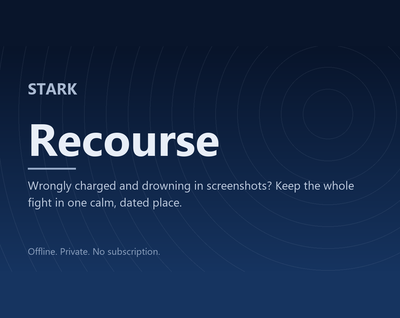 STARK
Recourse
Wrongly charged and drowning in screenshots? Keep the whole
fight in one calm, dated place.
Offline. Private. No subscription.